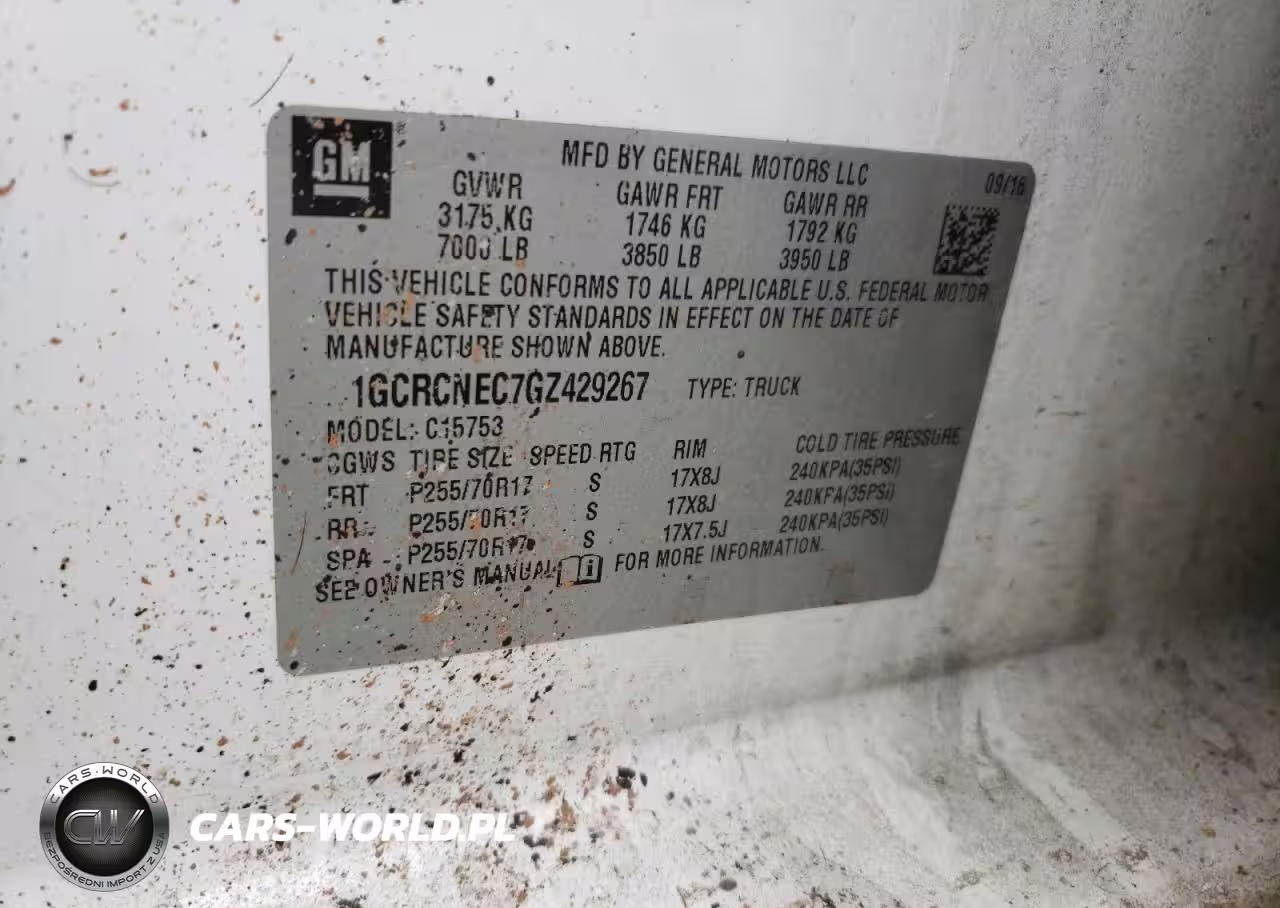 GM
MFD BY GENERAL MOTORS LLC
09/16
GVWR GAWR FRT GAWR RR
3175 KG 1746 KG 1792 KG
7000 LB 3850 LB 3950 LB
THIS VEHICLE CONFORMS TO ALL APPLICABLE U.S. FEDERAL MOTOR
VEHICLE SAFETY STANDARDS IN EFFECT ON THE DATE OF
MANUFACTURE SHOWN ABOVE.
1GCRCNEC7GZ429267 TYPE: TRUCK
MODEL: C15753
CGWS TIRE SIZE SPEED RTG RIM COLD TIRE PRESSURE
FRT P255/70R17 S 17X8J 240KPA(35PSI)
RR P255/70R17 S 17X8J 240KPA(35PSI)
SPA P255/70R17 S 17X7.5J 240KPA(35PSI)
SEE OWNER'S MANUAL i FOR MORE INFORMATION.
CARS-WORLD
CW
BEZPOŚREDNI IMPORT Z USA
CARS-WORLD.PL